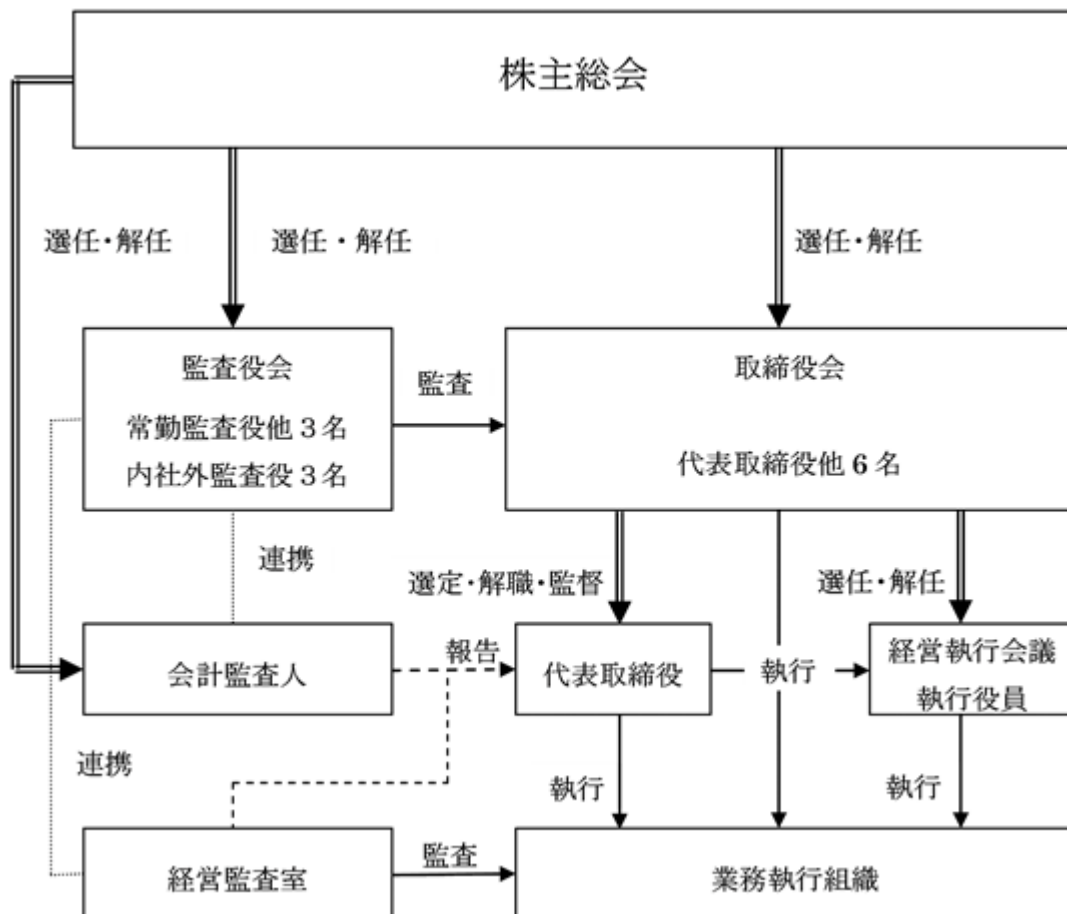 株主総会
選任・解任
選任・解任
選任・解任
監査役会
常勤監査役他3名
内社外監査役3名
監査
取締役会
代表取締役他6名
連携
選定・解職・監督
選任・解任
会計監査人
報告
代表取締役
執行
経営執行会議
執行役員
連携
執行
執行
経営監査室
監査
業務執行組織